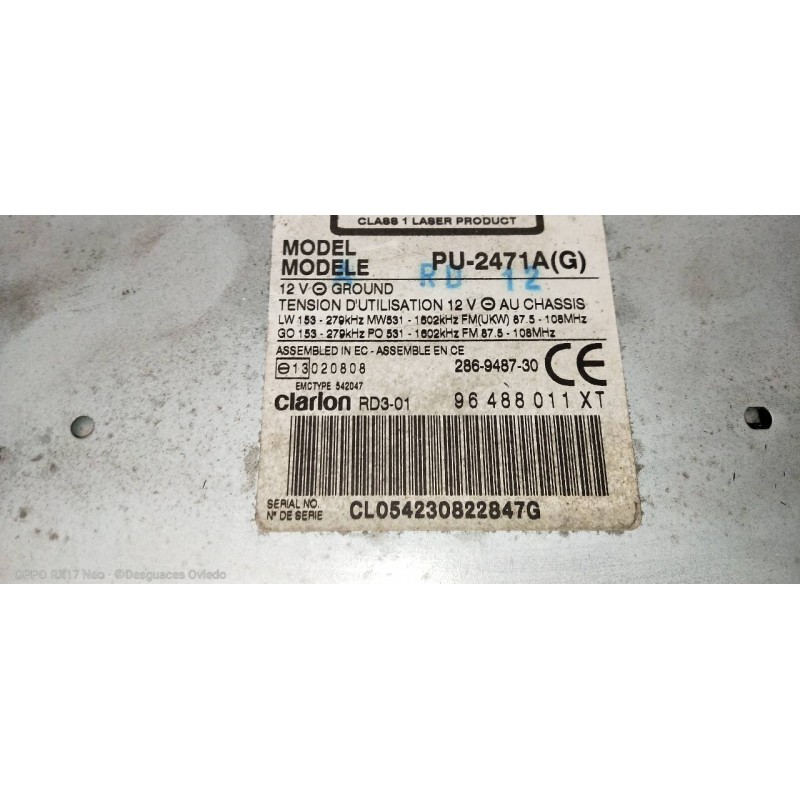 CLASS 1 LASER PRODUCT
MODEL
MODELE PU-2471A(G)
A RD 12
12 V ⊖ GROUND
TENSION D'UTILISATION 12 V ⊖ AU CHASSIS
LW 153 - 279kHz MW531 - 1602kHz FM(UKW) 87.5 - 108MHz
GO 153 - 279kHz PO 531 - 1602kHz FM 87.5 - 108MHz
ASSEMBLED IN EC - ASSEMBLE EN CE
⊖13 020808 286-9487-30 CE
EMCTYPE 542047
clarion RD3-01 96 488 011 XT
SERIAL NO.
N° DE SERIE CL054230822847G
OPPO RX17 Neo - ©Desguaces Oviedo